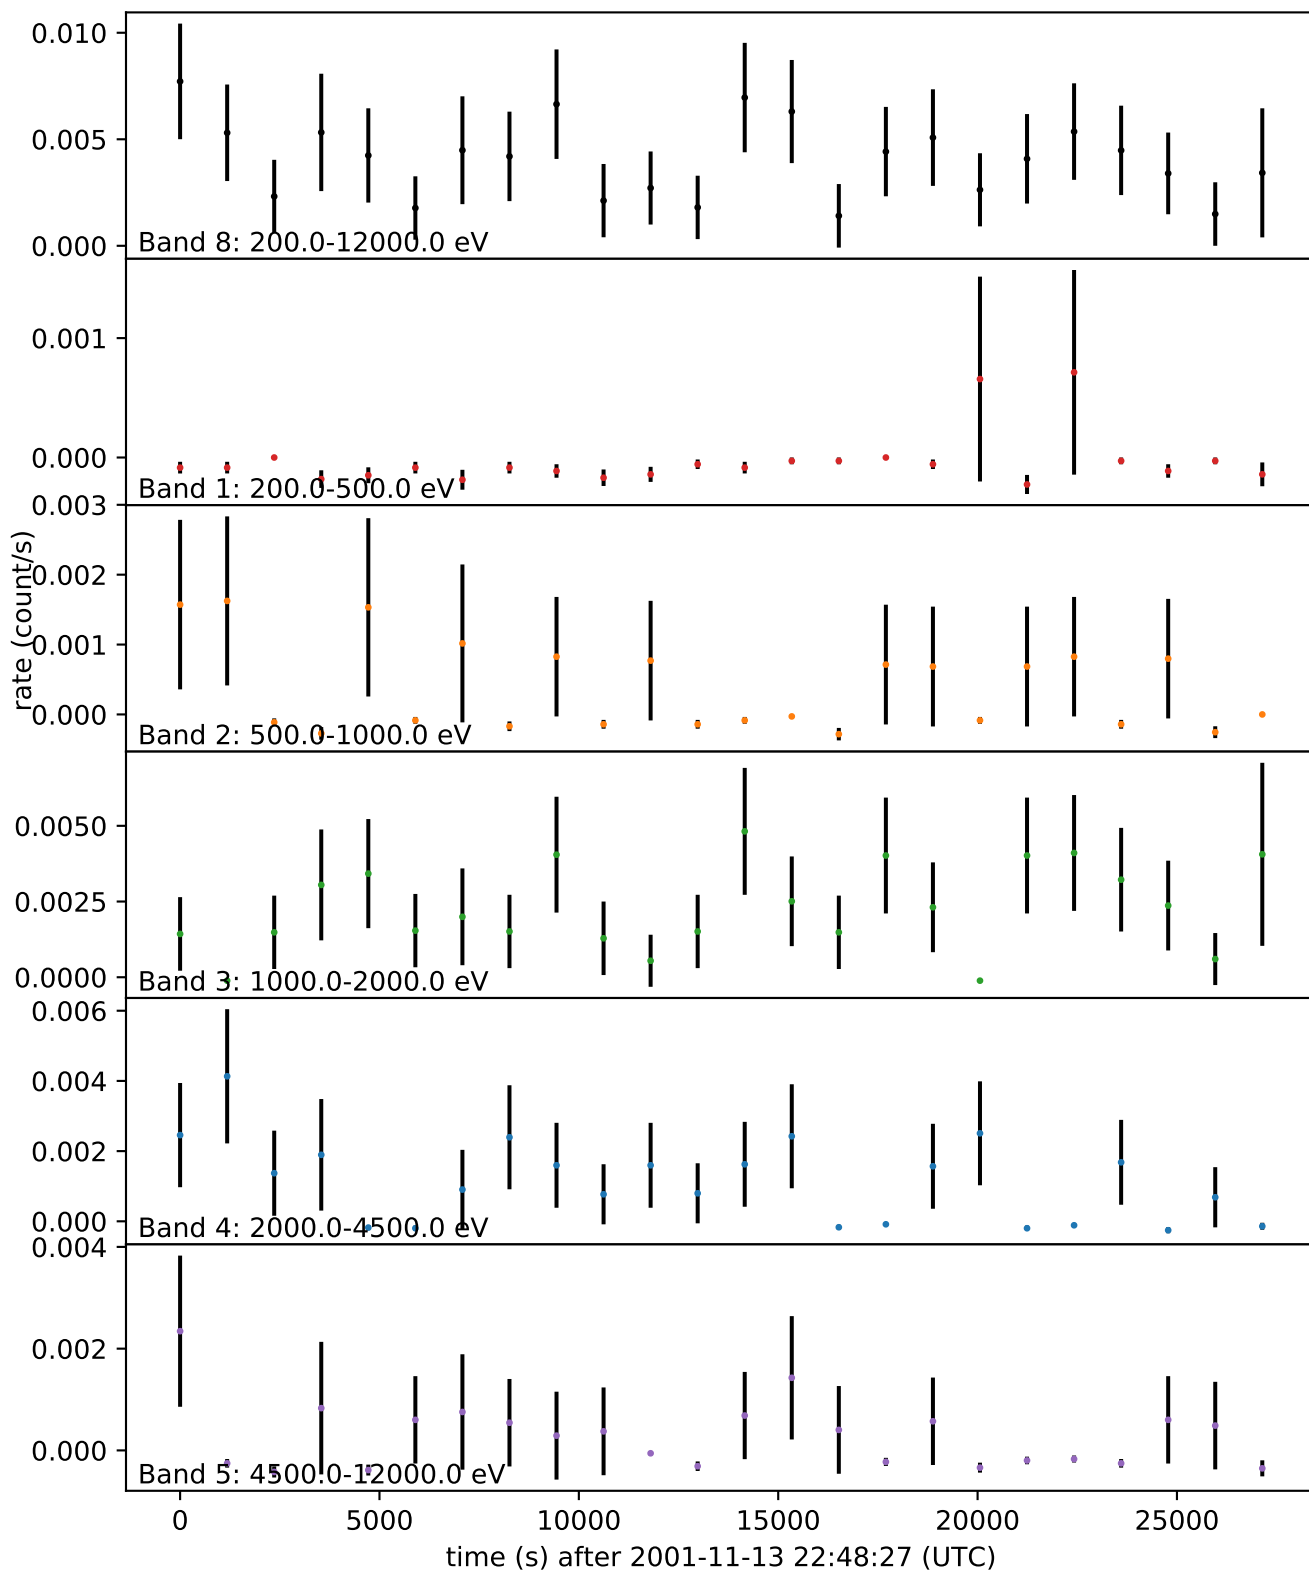 0.010
0.005
0.000
Band 8: 200.0-12000.0 eV
0.001
0.000
Band 1: 200.0-500.0 eV
0.003
0.002
0.001
0.000
rate (count/s)
Band 2: 500.0-1000.0 eV
0.0050
0.0025
0.0000
Band 3: 1000.0-2000.0 eV
0.006
0.004
0.002
0.000
Band 4: 2000.0-4500.0 eV
0.004
0.002
0.000
Band 5: 4500.0-12000.0 eV
0 5000 10000 15000 20000 25000
time (s) after 2001-11-13 22:48:27 (UTC)